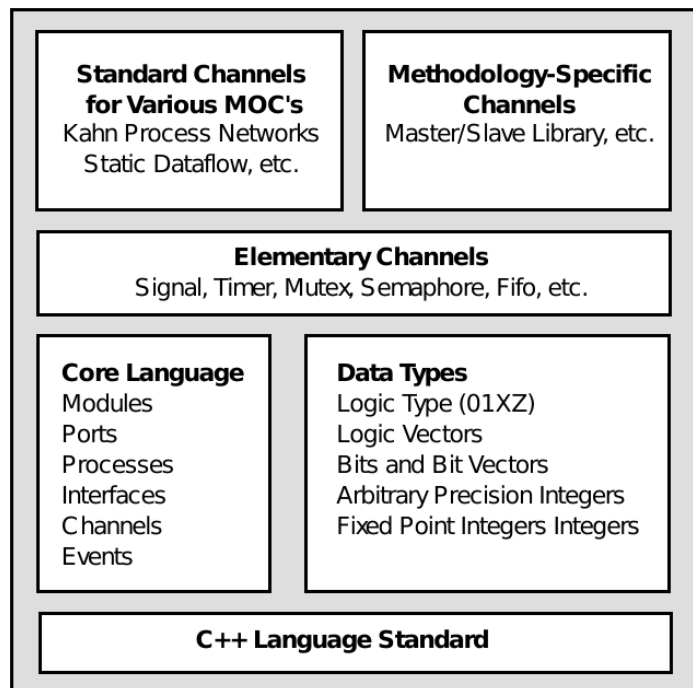 Standard Channels
for Various MOC's
Kahn Process Networks
Static Dataflow, etc.
Methodology-Specific
Channels
Master/Slave Library, etc.
Elementary Channels
Signal, Timer, Mutex, Semaphore, Fifo, etc.
Core Language
Modules
Ports
Processes
Interfaces
Channels
Events
Data Types
Logic Type (01XZ)
Logic Vectors
Bits and Bit Vectors
Arbitrary Precision Integers
Fixed Point Integers Integers
C++ Language Standard